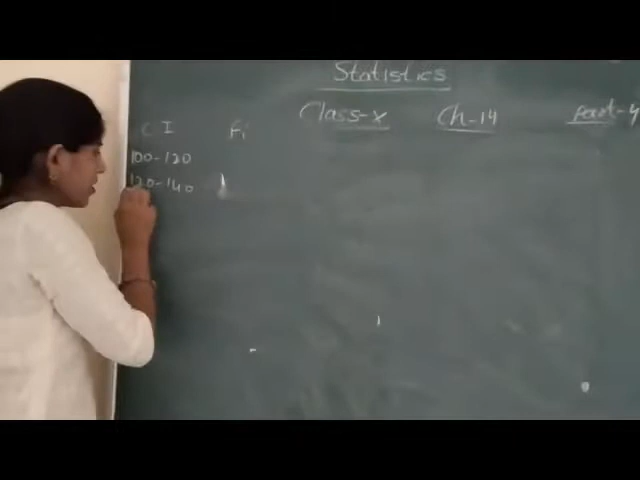 Statistics
Class-X Ch-14 Part-4
C I fi
100-120
120-140